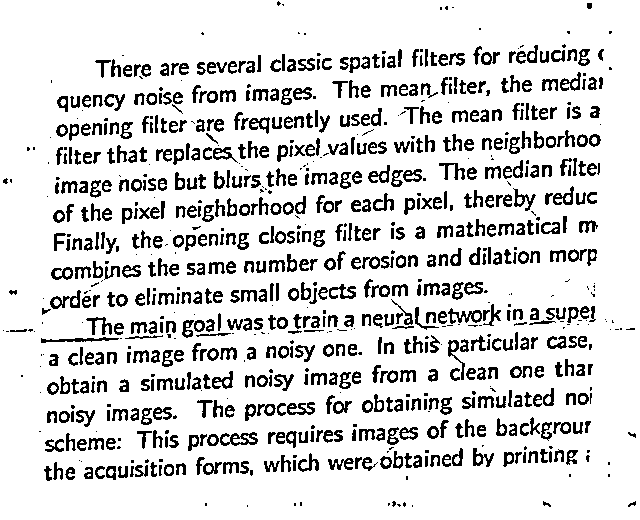 There are several classic spatial filters for reducing
quency noise from images. The mean filter, the median
opening filter are frequently used. The mean filter is a
filter that replaces the pixel values with the neighborhoo
image noise but blurs the image edges. The median filte
of the pixel neighborhood for each pixel, thereby reduc
Finally, the opening closing filter is a mathematical m
combines the same number of erosion and dilation morp
order to eliminate small objects from images.
The main goal was to train a neural network in a super
a clean image from a noisy one. In this particular case,
obtain a simulated noisy image from a clean one than
noisy images. The process for obtaining simulated noi
scheme: This process requires images of the backgroun
the acquisition forms, which were obtained by printing